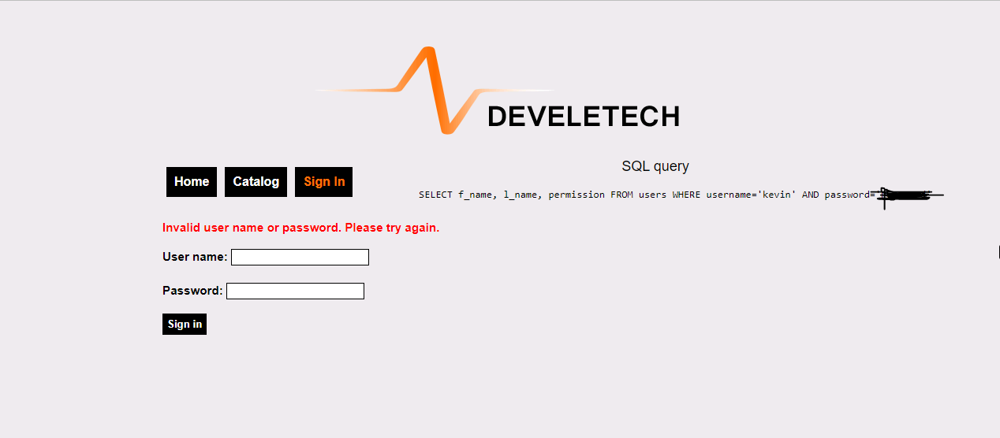 DEVELETECH
SQL query
Home Catalog Sign In
SELECT f_name, l_name, permission FROM users WHERE username='kevin' AND password=
Invalid user name or password. Please try again.
User name:
Password:
Sign in